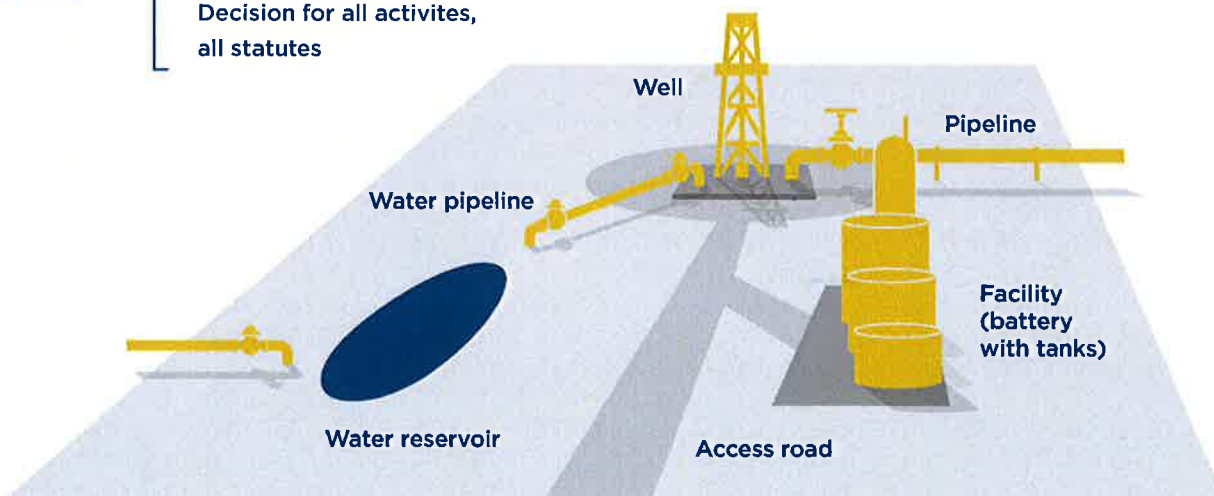 Decision for all activites,
all statutes
Well
Pipeline
Water pipeline
Facility
(battery
with tanks)
Water reservoir
Access road